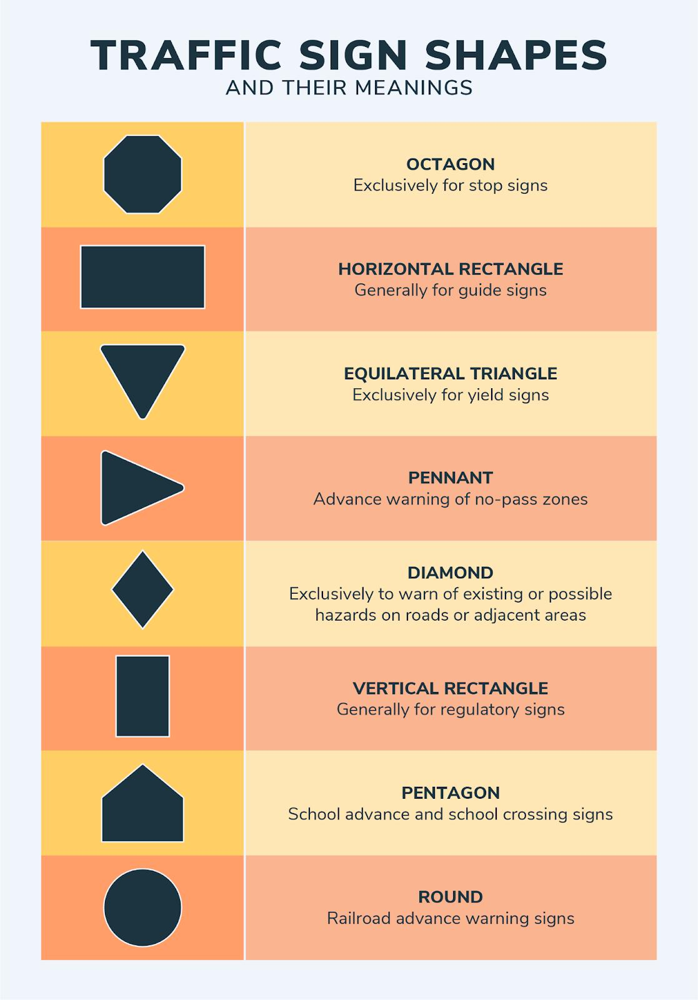 TRAFFIC SIGN SHAPES
AND THEIR MEANINGS
OCTAGON
Exclusively for stop signs
HORIZONTAL RECTANGLE
Generally for guide signs
EQUILATERAL TRIANGLE
Exclusively for yield signs
PENNANT
Advance warning of no-pass zones
DIAMOND
Exclusively to warn of existing or possible
hazards on roads or adjacent areas
VERTICAL RECTANGLE
Generally for regulatory signs
PENTAGON
School advance and school crossing signs
ROUND
Railroad advance warning signs